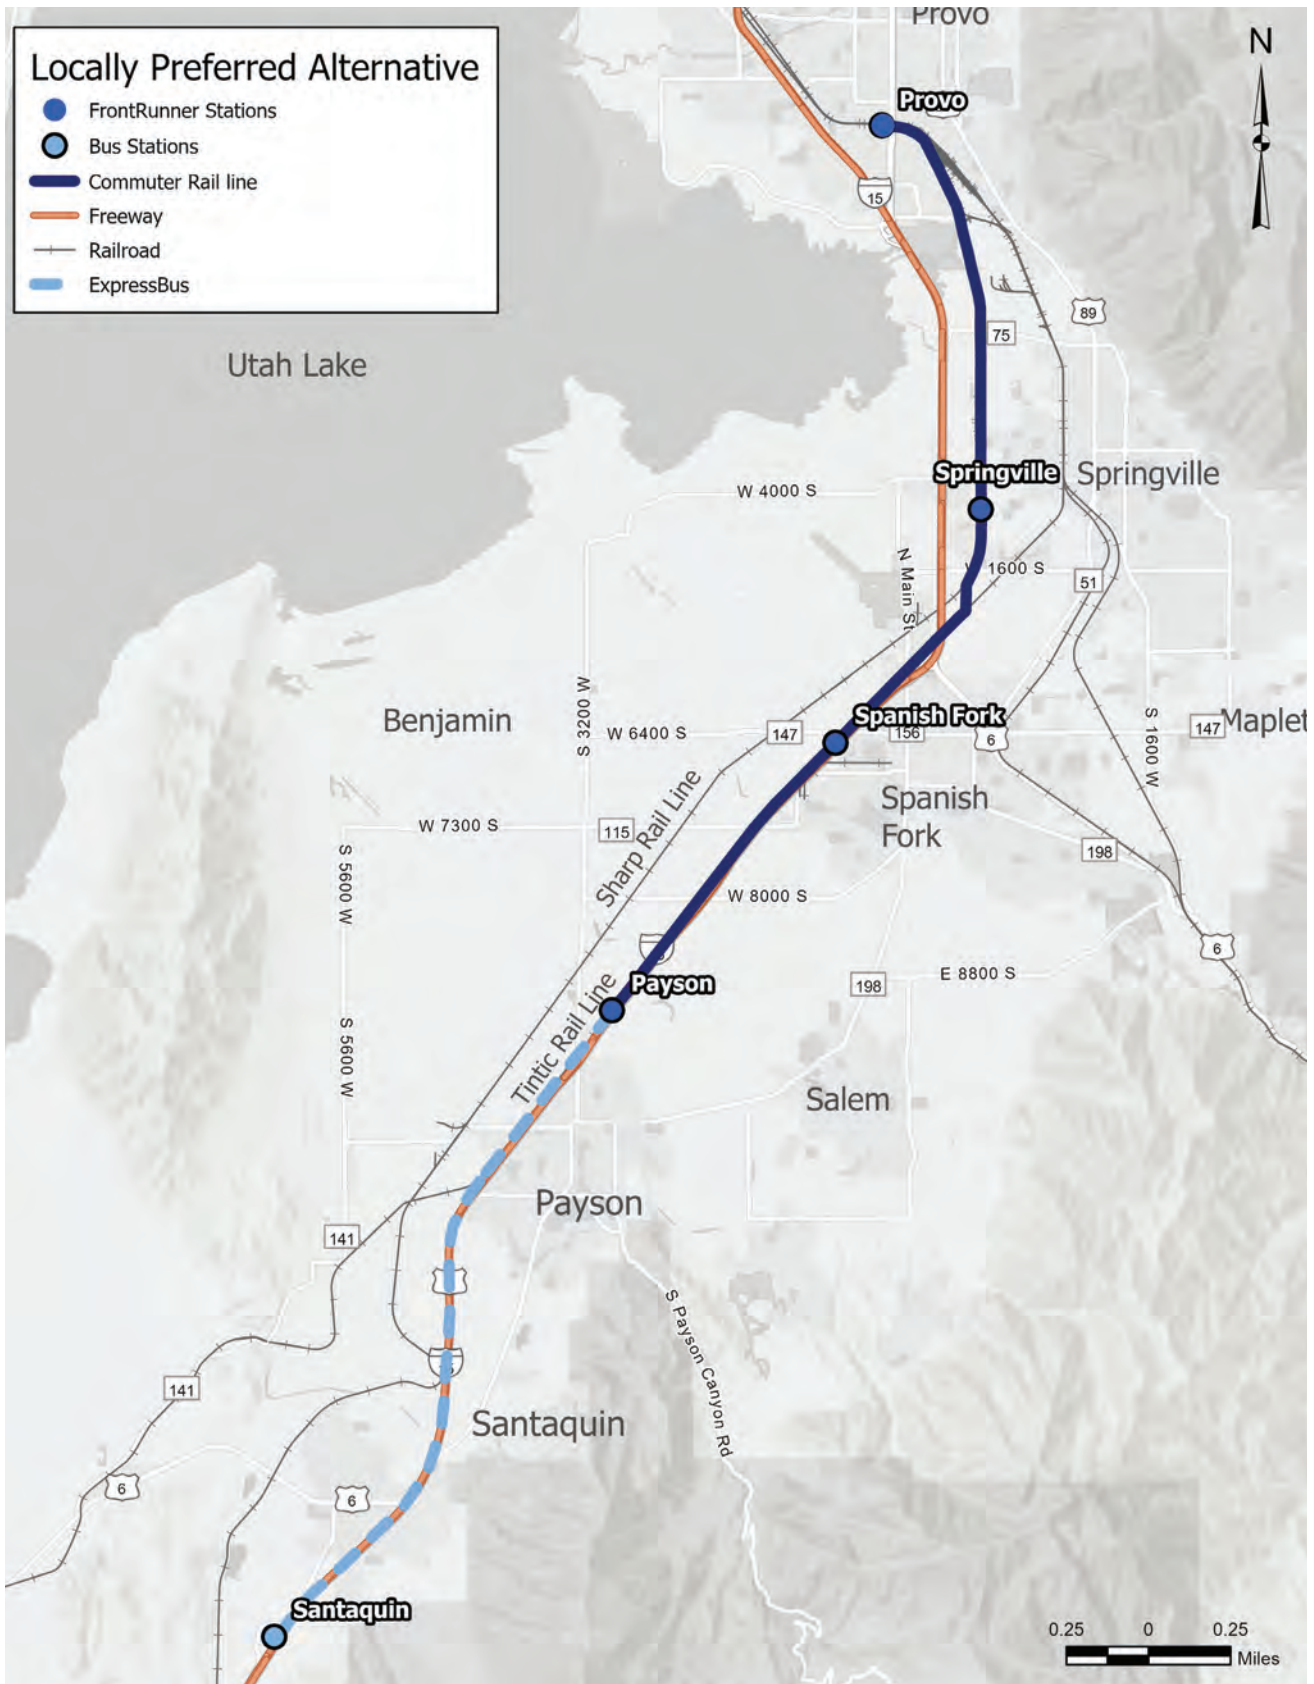 Provo
Locally Preferred Alternative
FrontRunner Stations
Bus Stations
Commuter Rail line
Freeway
Railroad
ExpressBus
N
Provo
15
89
75
Utah Lake
Springville
Springville
W 4000 S
N Main St
1600 S
51
S 3200 W
Benjamin
W 6400 S
147
Spanish Fork
156
6
S 1600 W
147
Maplet
Spanish
Fork
W 7300 S
115
Sharp Rail Line
198
S 5600 W
W 8000 S
6
E 8800 S
198
Payson
Tintic Rail Line
S 5600 W
Salem
Payson
141
S Payson Canyon Rd
141
Santaquin
6
6
Santaquin
0.25 0 0.25
Miles